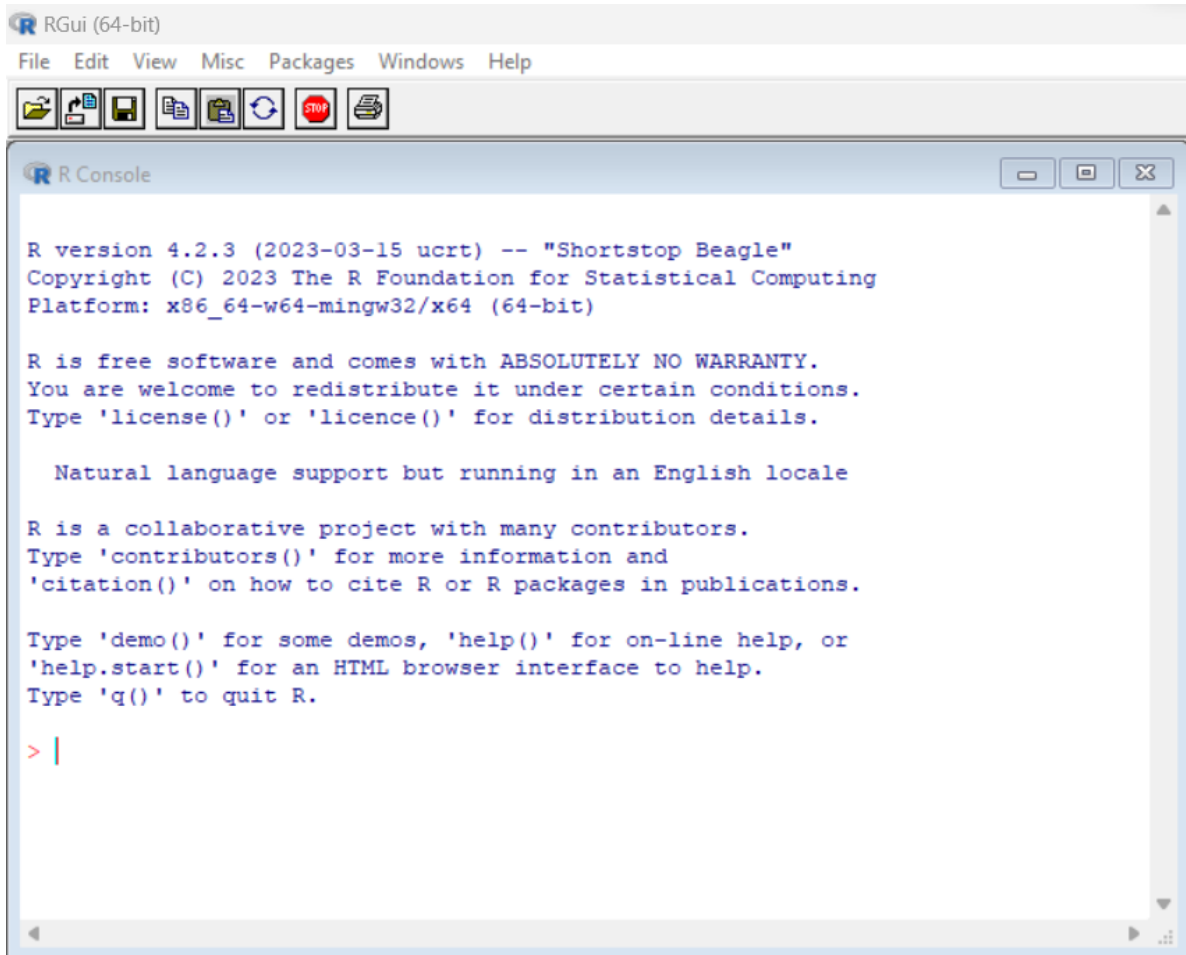 RGui (64-bit)
File Edit View Misc Packages Windows Help
STOP
R Console
R version 4.2.3 (2023-03-15 ucrt) -- "Shortstop Beagle"
Copyright (C) 2023 The R Foundation for Statistical Computing
Platform: x86_64-w64-mingw32/x64 (64-bit)
R is free software and comes with ABSOLUTELY NO WARRANTY.
You are welcome to redistribute it under certain conditions.
Type 'license()' or 'licence()' for distribution details.
Natural language support but running in an English locale
R is a collaborative project with many contributors.
Type 'contributors()' for more information and
'citation()' on how to cite R or R packages in publications.
Type 'demo()' for some demos, 'help()' for on-line help, or
'help.start()' for an HTML browser interface to help.
Type 'q()' to quit R.
>